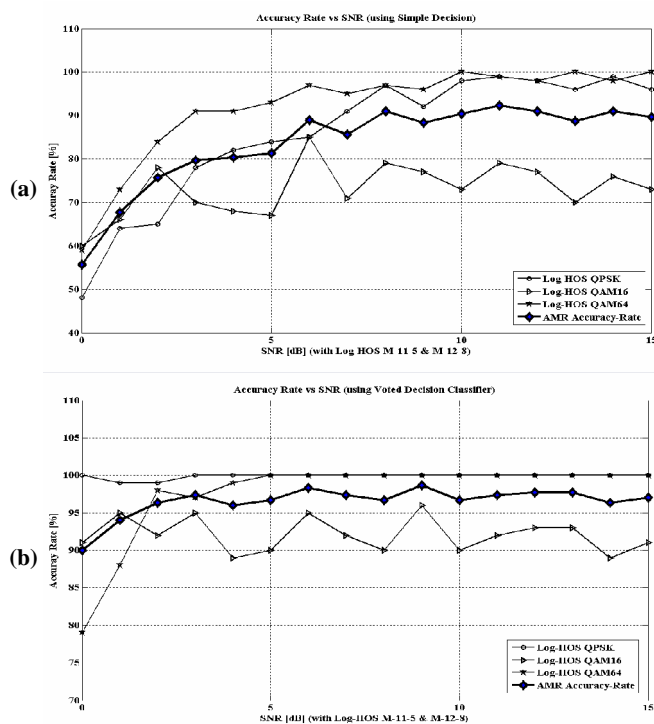 Accuracy Rate vs SNR (using Simple Decision)
110
100
90
80
70
60
50
40
Accuray Rate [%]
(a)
Log HOS QPSK
Log-HOS QAM16
Log-HOS QAM64
AMR Accuracy-Rate
0
5
10
15
SNR [dB] (with Log HOS M-11-5 & M-12-8)
Accuracy Rate vs SNR (using Voted Decision Classifier)
110
105
100
95
90
85
80
75
70
Accuray Rate [%]
(b)
Log-HOS QPSK
Log-HOS QAM16
Log-HOS QAM64
AMR Accuracy-Rate
0
5
10
15
SNR [dB] (with Log-HOS M-11-5 & M-12-8)